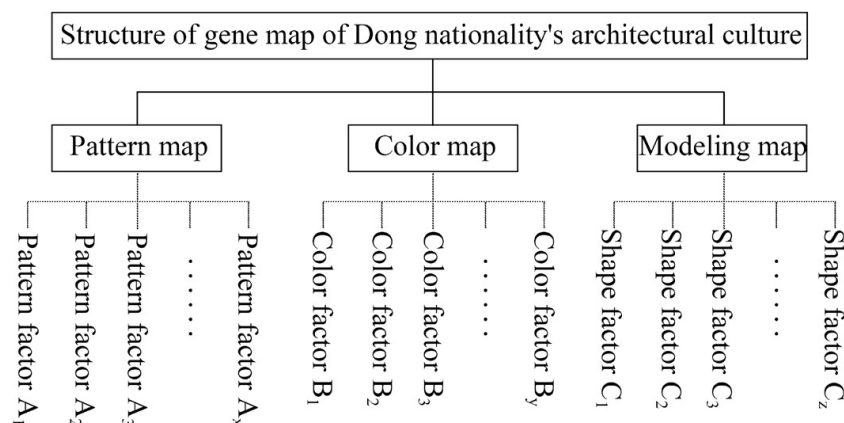 Structure of gene map of Dong nationality's architectural culture
Pattern map
Color map
Modeling map
Pattern factor A₁
Pattern factor A₂
Pattern factor A₃
......
Pattern factor Aₓ
Color factor B₁
Color factor B₂
Color factor B₃
......
Color factor Bᵧ
Shape factor C₁
Shape factor C₂
Shape factor C₃
......
Shape factor C_z